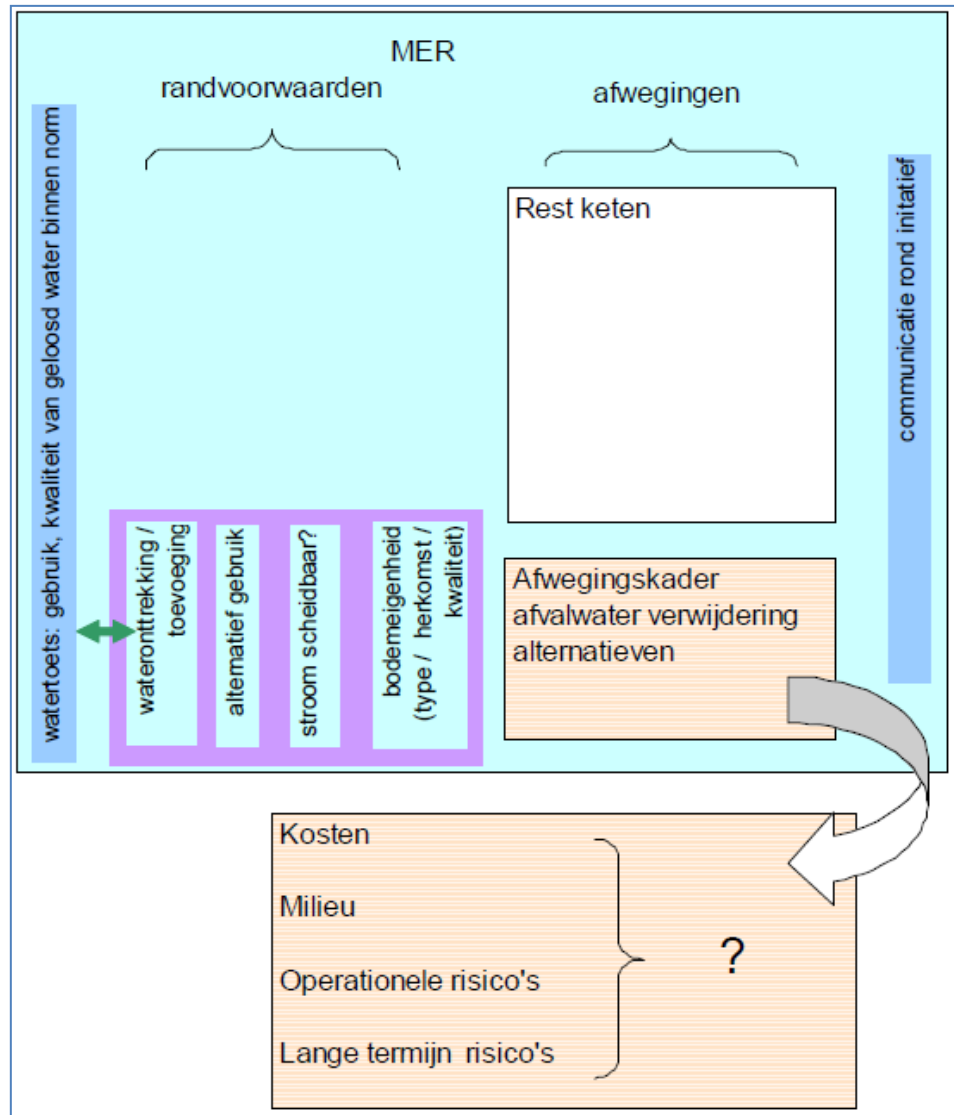 MER
randvoorwaarden
afwegingen
watertoets: gebruik, kwaliteit van geloosd water binnen norm
wateronttrekking /
toevoeging
alternatief gebruik
stroom scheidbaar?
bodemeigenheid
(type / herkomst /
kwaliteit)
Rest keten
Afwegingskader
afvalwater verwijdering
alternatieven
communicatie rond initatief
Kosten
Milieu
Operationele risico's
Lange termijn risico's
?